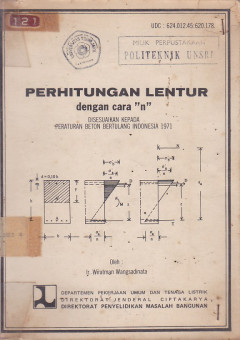 UDC : 624.012.45:620.178.
121
MILIK PERPUSTAKAAN
POLITEKNIK UNSRI
PERHITUNGAN LENTUR
dengan cara "n"
DISESUAIKAN KEPADA
PERATURAN BETON BERTULANG INDONESIA 1971
Oleh :
Ir. Wiratman Wangsadinata
DEPARTEMEN PEKERJAAN UMUM DAN TENAGA LISTRIK
DIREKTORAT JENDERAL CIPTAKARYA
DIREKTORAT PENYELIDIKAN MASALAH BANGUNAN